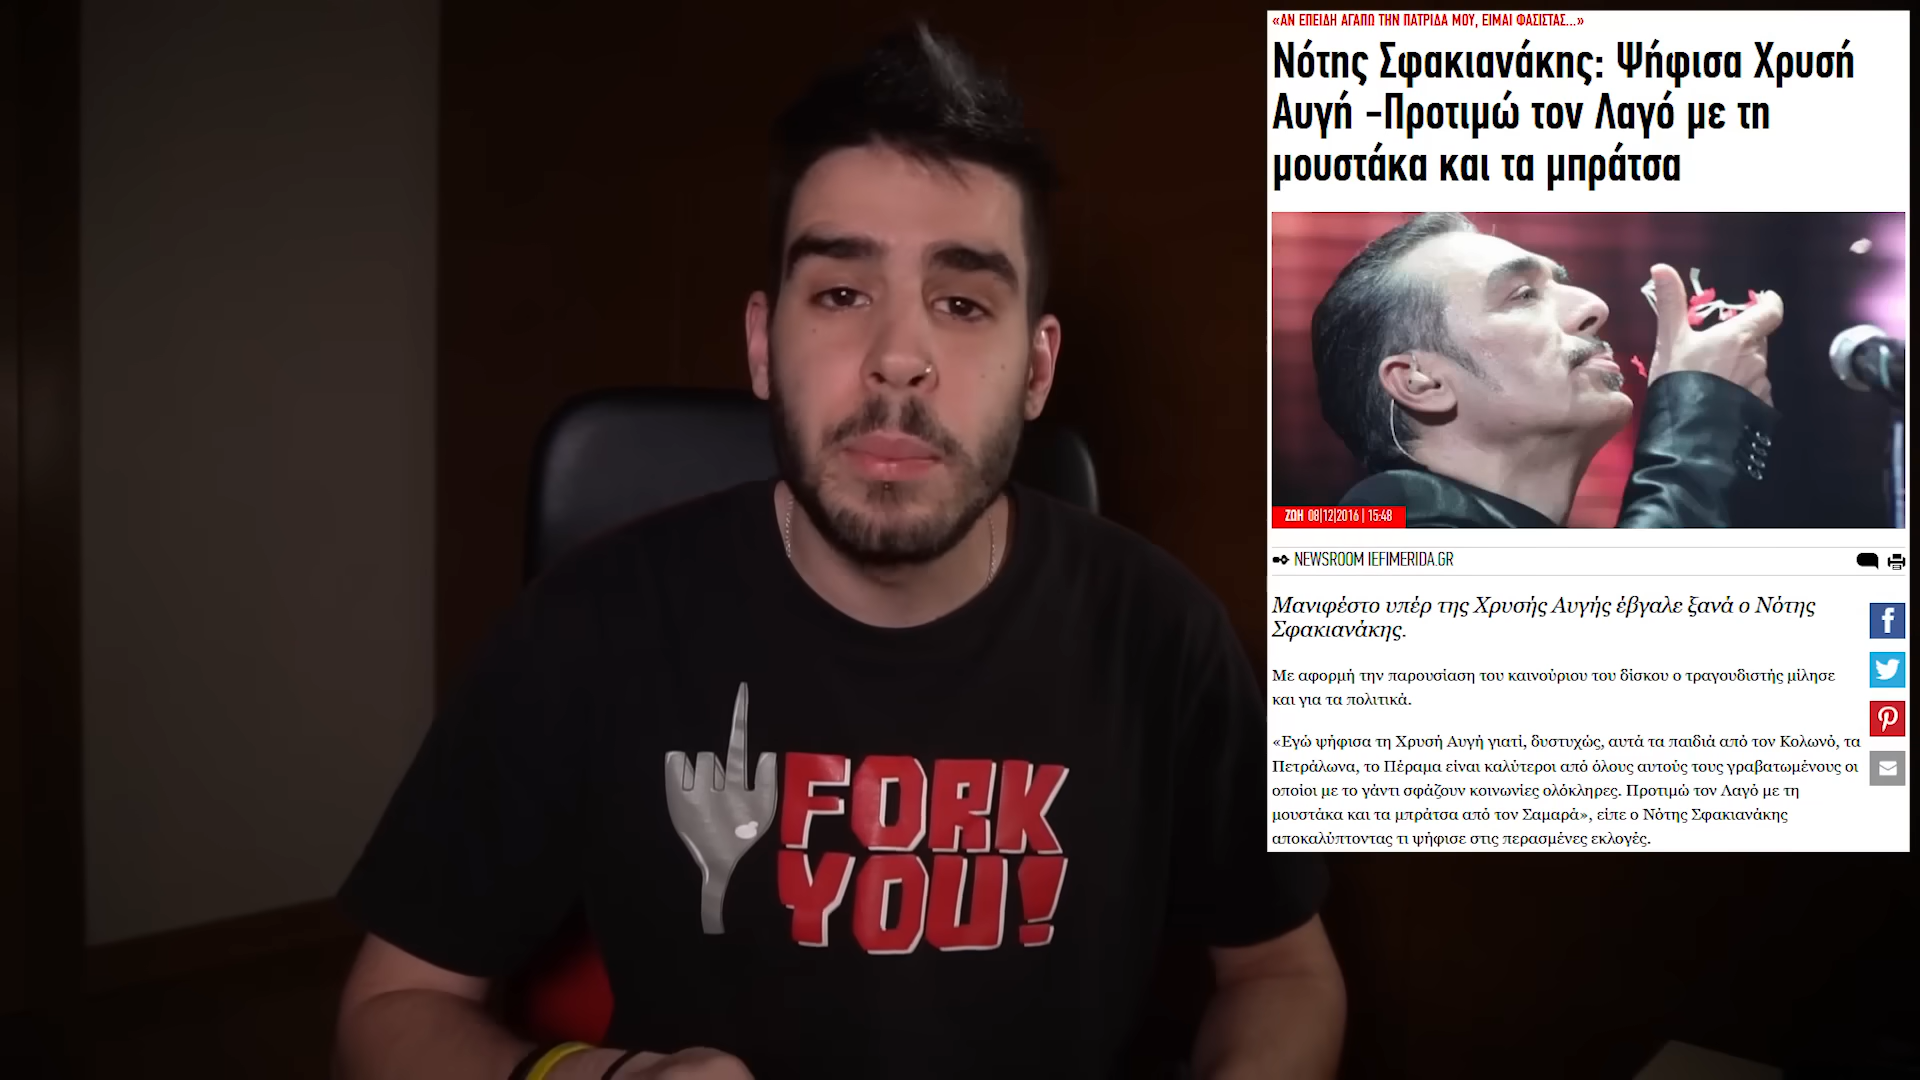 «ΑΝ ΕΠΕΙΔΗ ΑΓΑΠΩ ΤΗΝ ΠΑΤΡΙΔΑ ΜΟΥ, ΕΙΜΑΙ ΦΑΣΙΣΤΑΣ...»
Νότης Σφακιανάκης: Ψήφισα Χρυσή
Αυγή -Προτιμώ τον Λαγό με τη
μουστάκα και τα μπράτσα
ΖΩΗ 08|12|2016 | 15:48
NEWSROOM IEFIMERIDA.GR
Μανιφέστο υπέρ της Χρυσής Αυγής έβγαλε ξανά ο Νότης
Σφακιανάκης.
Με αφορμή την παρουσίαση του καινούριου του δίσκου ο τραγουδιστής μίλησε
και για τα πολιτικά.
«Εγώ ψήφισα τη Χρυσή Αυγή γιατί, δυστυχώς, αυτά τα παιδιά από τον Κολωνό, τα
Πετράλωνα, το Πέραμα είναι καλύτεροι από όλους αυτούς τους γραβατωμένους οι
οποίοι με το γάντι σφάζουν κοινωνίες ολόκληρες. Προτιμώ τον Λαγό με τη
μουστάκα και τα μπράτσα από τον Σαμαρά», είπε ο Νότης Σφακιανάκης
αποκαλύπτοντας τι ψήφισε στις περασμένες εκλογές.
FORK
YOU!